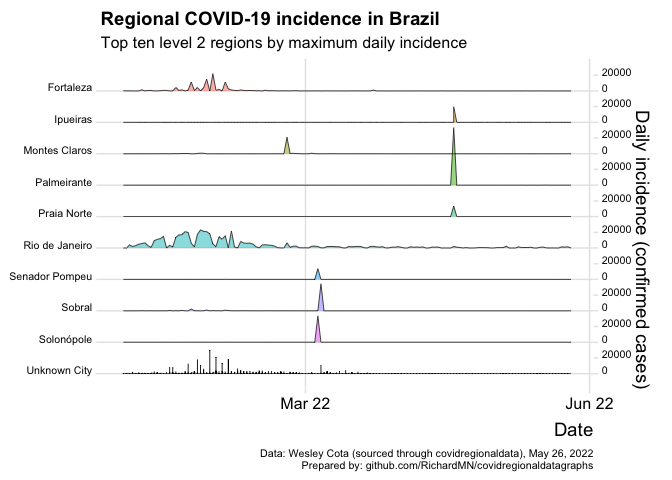 Regional COVID-19 incidence in Brazil
Top ten level 2 regions by maximum daily incidence
Fortaleza
20000
0
Ipueiras
20000
0
Montes Claros
20000
0
Palmeirante
20000
0
Praia Norte
20000
0
Rio de Janeiro
20000
0
Senador Pompeu
20000
0
Sobral
20000
0
Solonópole
20000
0
Unknown City
20000
0
Daily incidence (confirmed cases)
Mar 22
Jun 22
Date
Data: Wesley Cota (sourced through covidregionaldata), May 26, 2022
Prepared by: github.com/RichardMN/covidregionaldatagraphs